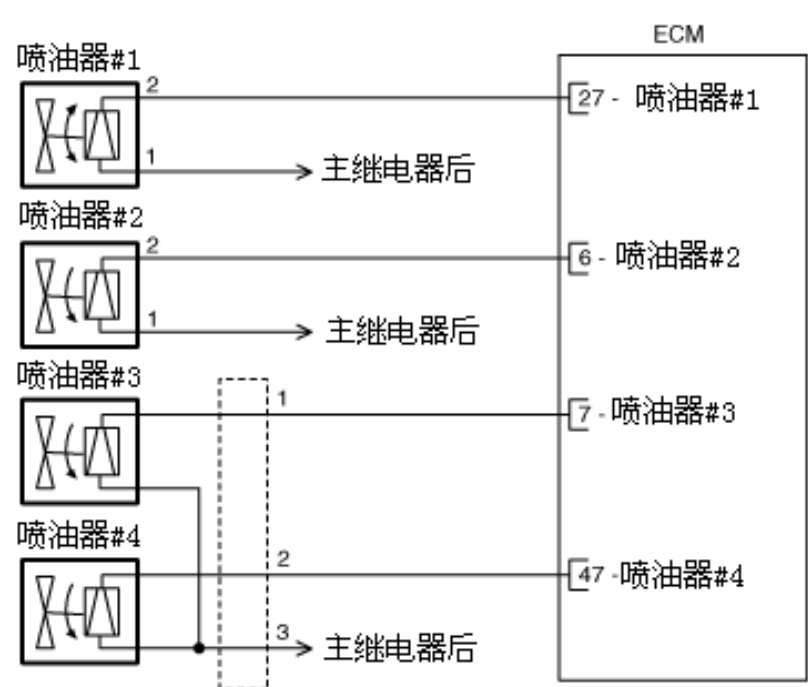 ECM
喷油器#1
2
27 - 喷油器#1
1
主继电器后
喷油器#2
2
6 - 喷油器#2
1
主继电器后
喷油器#3
1
7 - 喷油器#3
喷油器#4
2
47 -喷油器#4
3
主继电器后